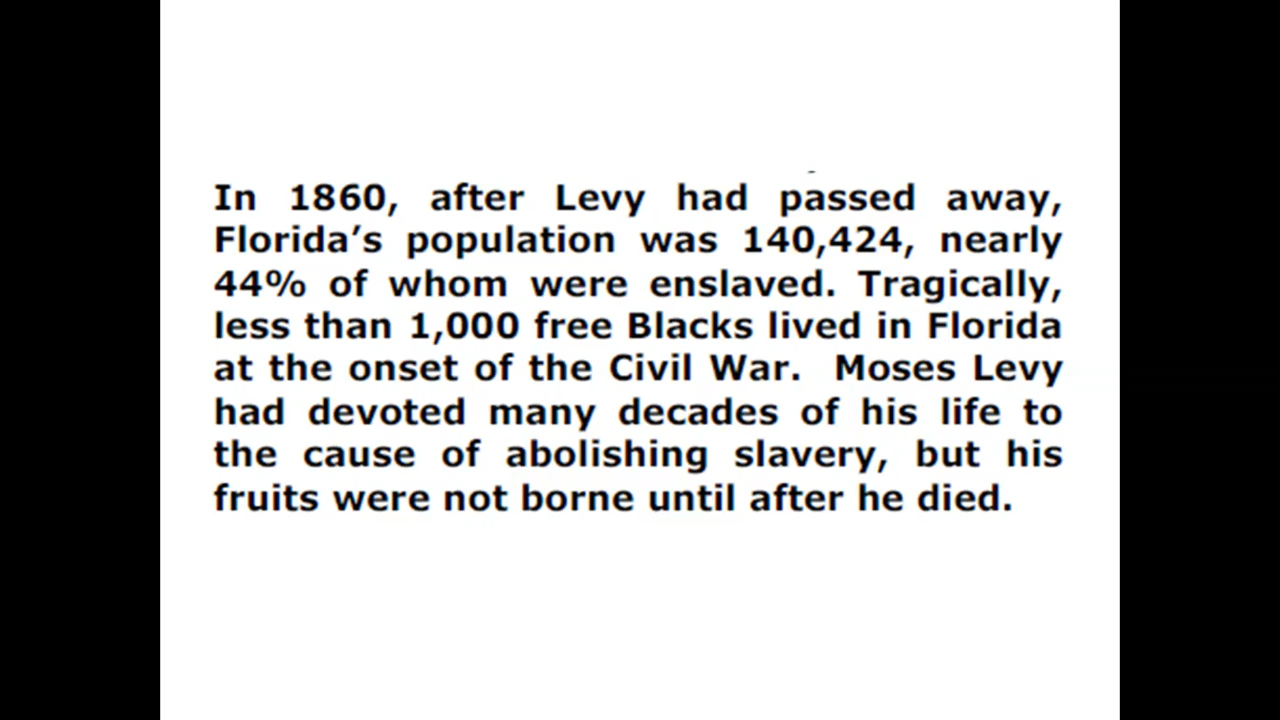 In 1860, after Levy had passed away,
Florida’s population was 140,424, nearly
44% of whom were enslaved. Tragically,
less than 1,000 free Blacks lived in Florida
at the onset of the Civil War.  Moses Levy
had devoted many decades of his life to
the cause of abolishing slavery, but his
fruits were not borne until after he died.